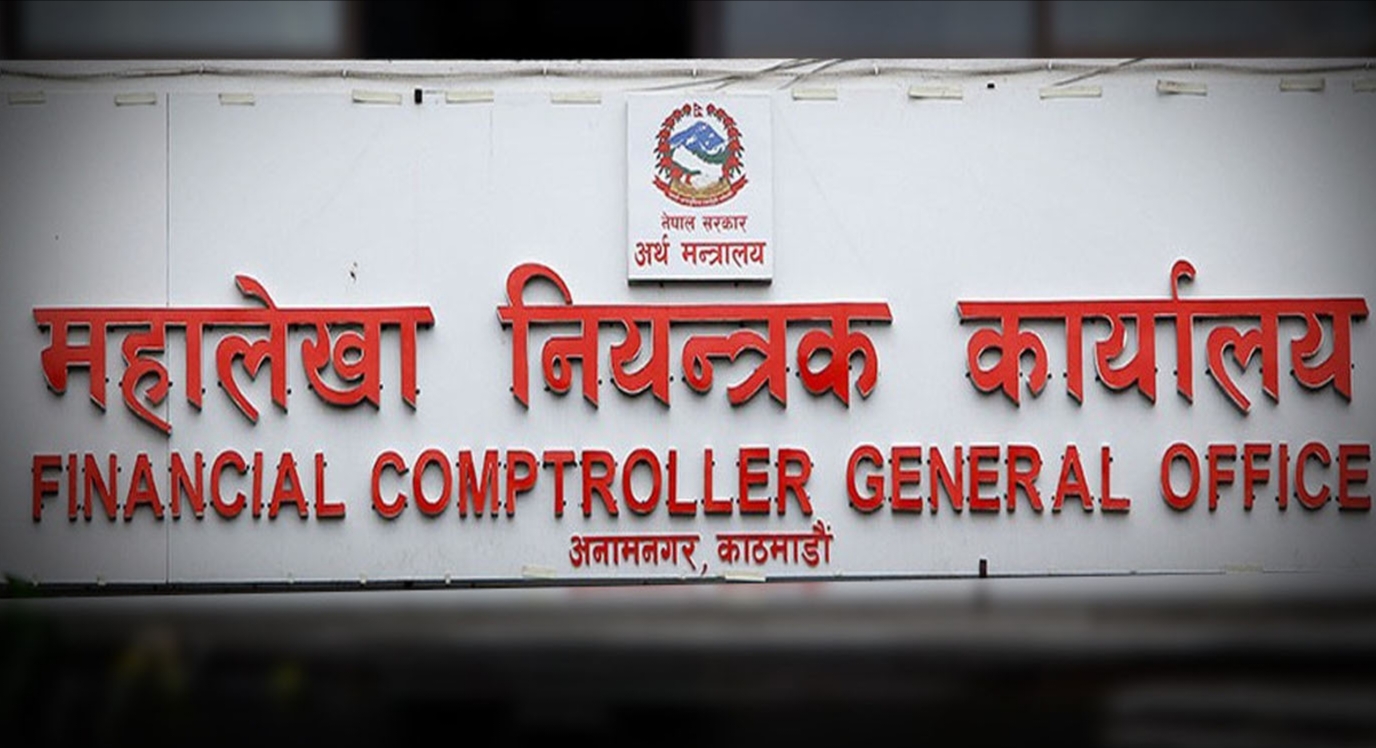 नेपाल सरकार
अर्थ मन्त्रालय
महालेखा नियन्त्रक कार्यालय
FINANCIAL COMPTROLLER GENERAL OFFICE
अनामनगर, काठमाडौं